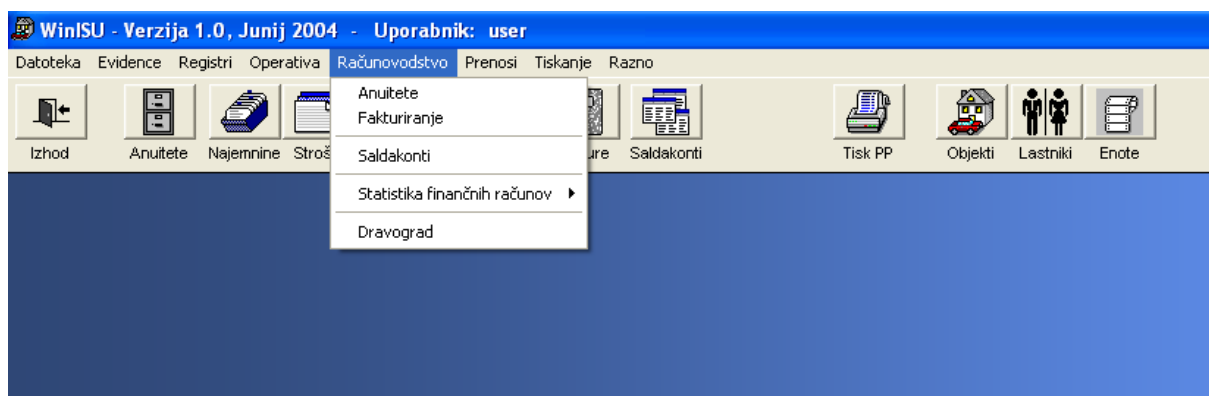 WinISU - Verzija 1.0, Junij 2004 - Uporabnik: user
Datoteka Evidence Registri Operativa Računovodstvo Prenosi Tiskanje Razno
Anuitete
Fakturiranje
Saldakonti
Statistika finančnih računov
Dravograd
Izhod Anuitete Najemnine Stroš ure Saldakonti Tisk PP Objekti Lastniki Enote